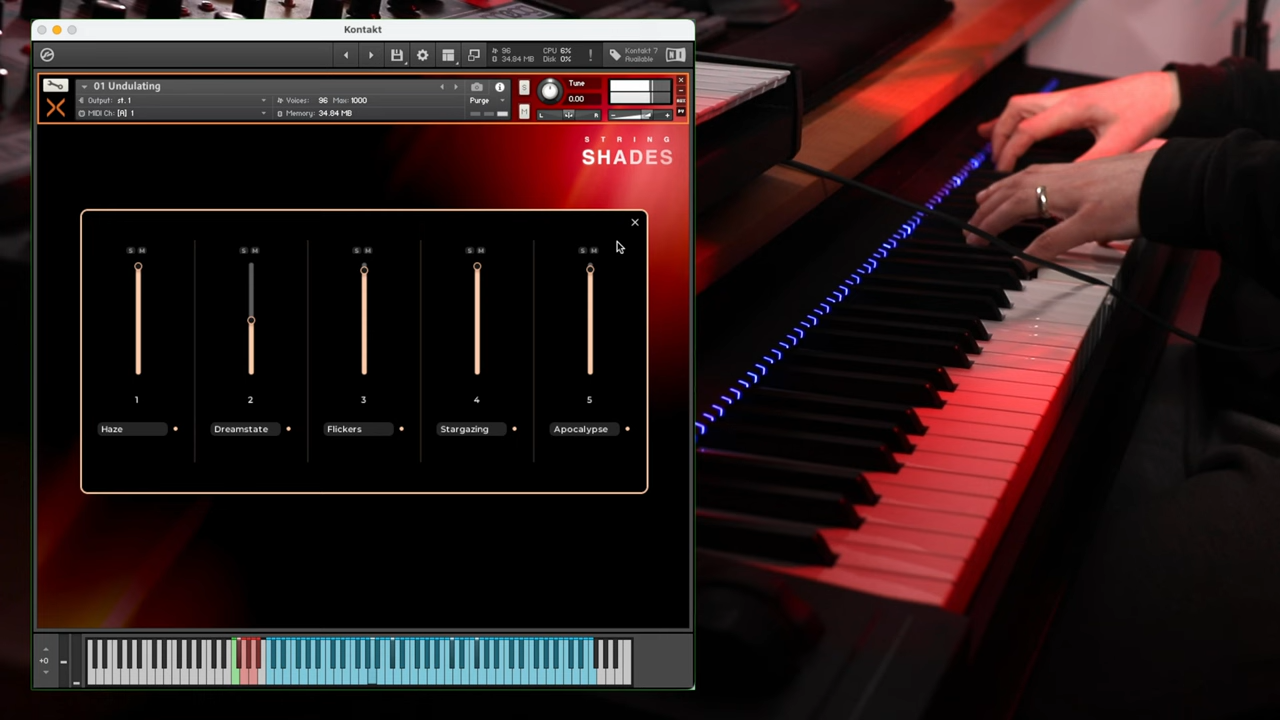 Kontakt
96
34.84 MB
CPU 6%
Disk 0%
!
Kontakt 7
Available
01 Undulating
Output: st.1
Voices: 96 Max: 1000
Purge
MIDI Ch: [A] 1
Memory: 33.84 MB
S
M
Tune
0.00
L R
- +
STRING
SHADES
S M
S M
S M
S M
S M
1
2
3
4
5
Haze
Dreamstate
Flickers
Stargazing
Apocalypse
+0